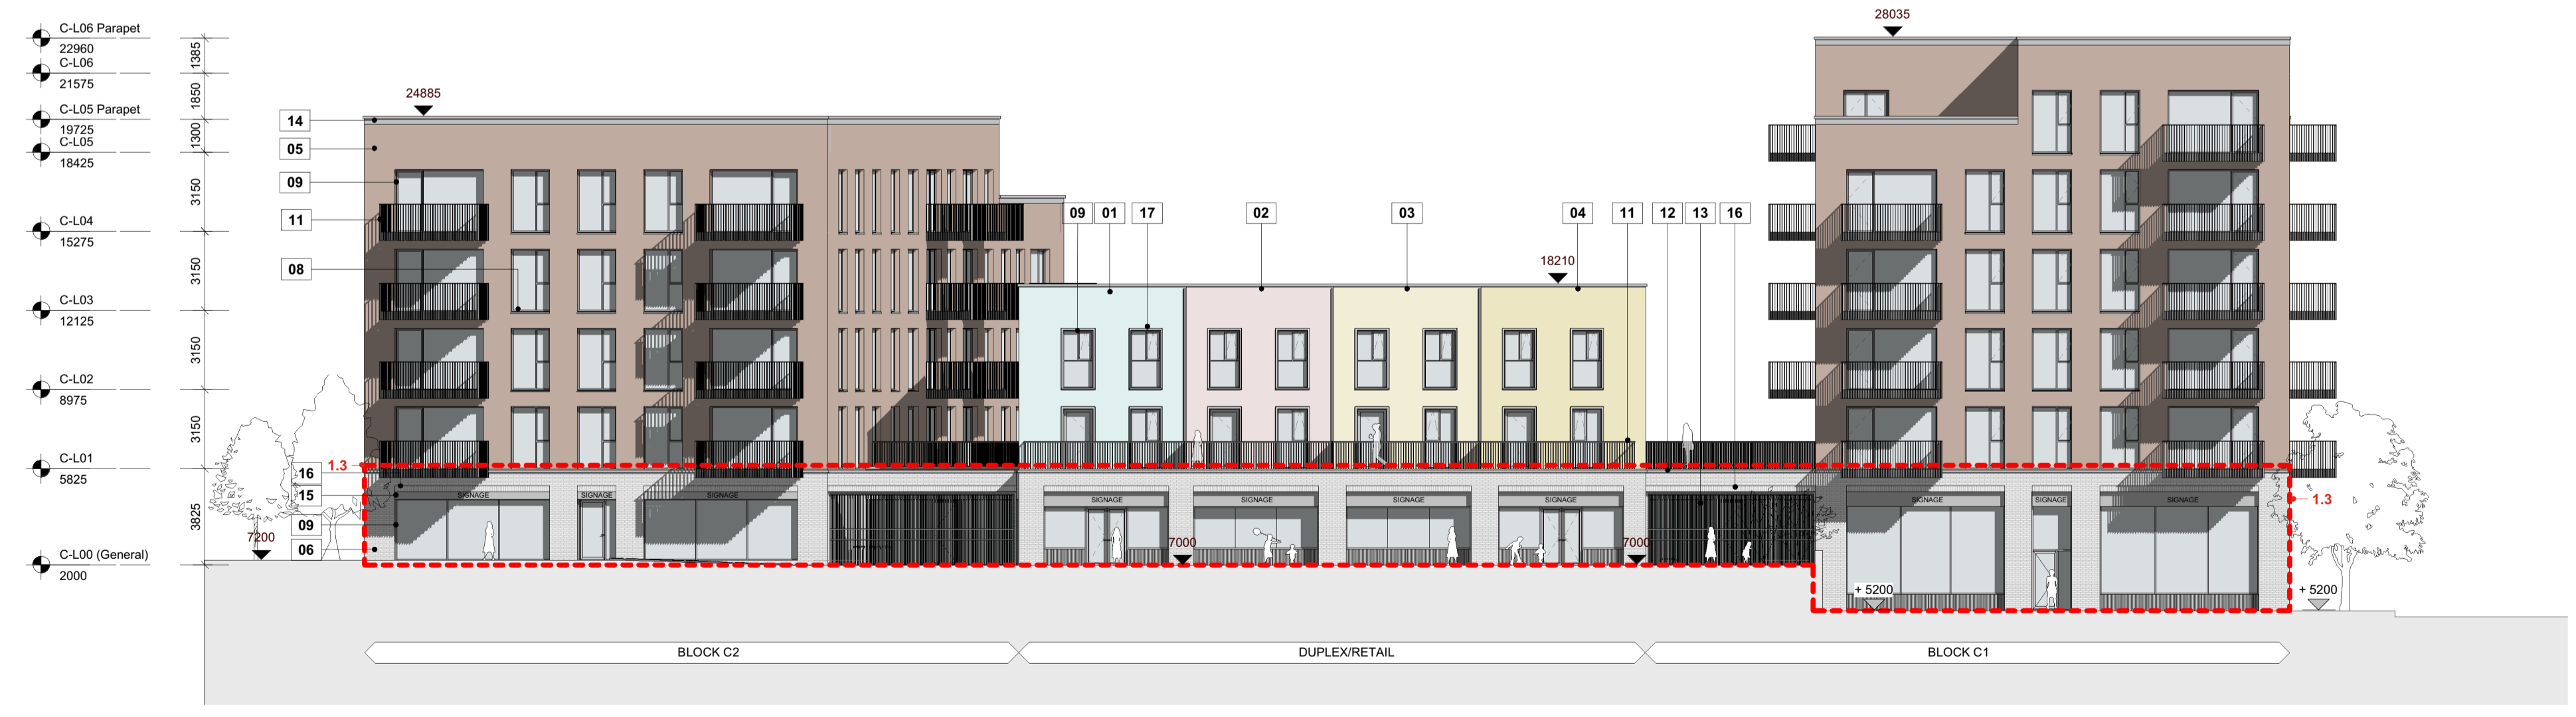 C-L06 Parapet
22960
C-L06
21575
C-L05 Parapet
19725
C-L05
18425
C-L04
15275
C-L03
12125
C-L02
8975
C-L01
5825
C-L00 (General)
2000
1385
1850
1300
3150
3150
3150
3150
3825
24885
28035
18210
14
05
09
11
08
16
1.3
15
09
06
09
01
17
02
03
04
11
12
13
16
1.3
SIGNAGE
SIGNAGE
SIGNAGE
SIGNAGE
SIGNAGE
SIGNAGE
SIGNAGE
SIGNAGE
SIGNAGE
SIGNAGE
7200
7000
7000
+ 5200
+ 5200
BLOCK C2
DUPLEX/RETAIL
BLOCK C1